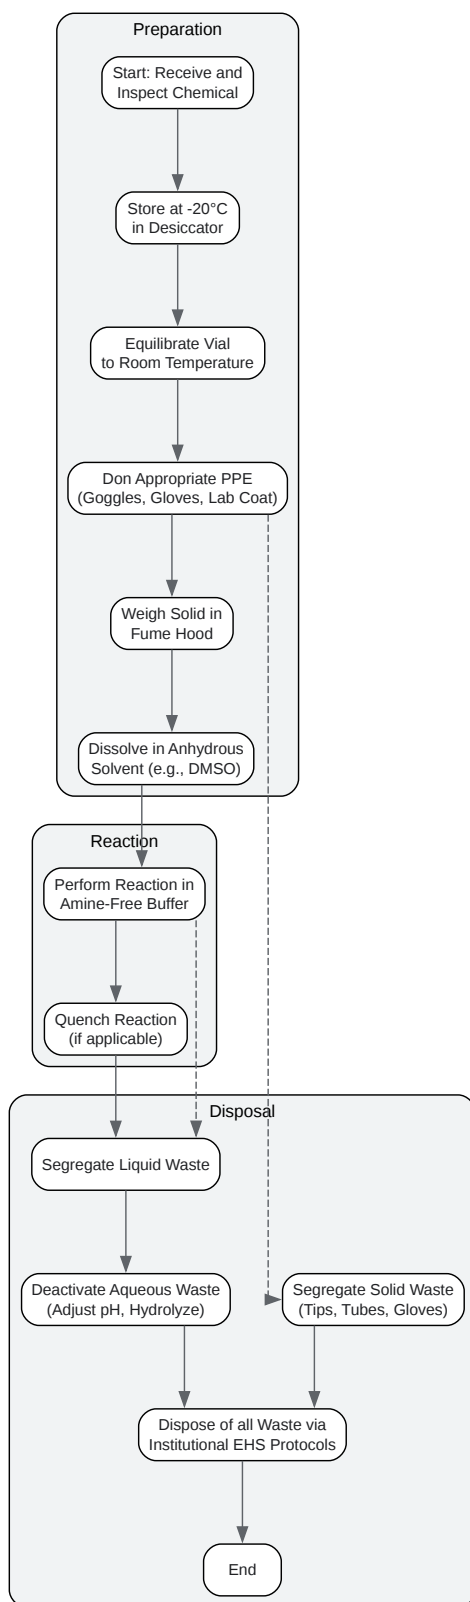 Preparation
Start: Receive and
Inspect Chemical
Store at -20°C
in Desiccator
Equilibrate Vial
to Room Temperature
Don Appropriate PPE
(Goggles, Gloves, Lab Coat)
Weigh Solid in
Fume Hood
Dissolve in Anhydrous
Solvent (e.g., DMSO)
Reaction
Perform Reaction in
Amine-Free Buffer
Quench Reaction
(if applicable)
Disposal
Segregate Liquid Waste
Deactivate Aqueous Waste
(Adjust pH, Hydrolyze)
Segregate Solid Waste
(Tips, Tubes, Gloves)
Dispose of all Waste via
Institutional EHS Protocols
End